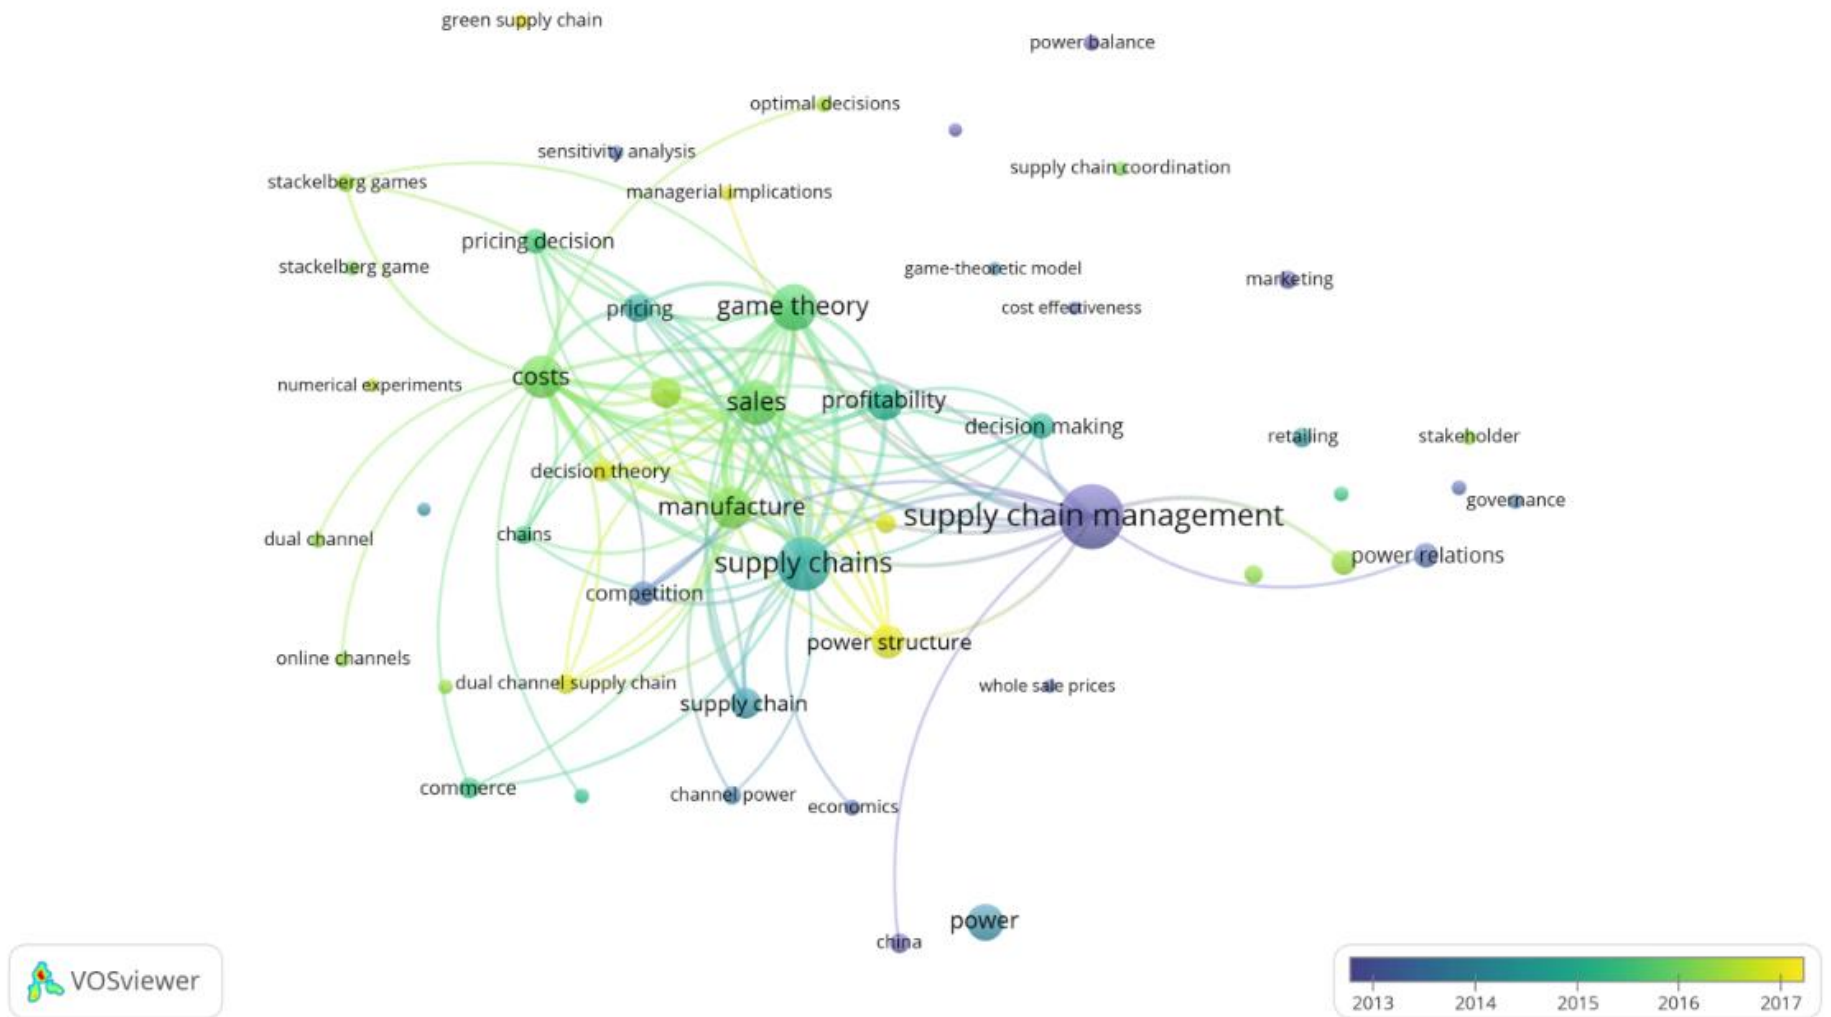 green supply chain
power balance
optimal decisions
sensitivity analysis
supply chain coordination
stackelberg games
managerial implications
pricing decision
stackelberg game
game-theoretic model
marketing
pricing
game theory
cost effectiveness
costs
numerical experiments
sales
profitability
decision making
retailing
stakeholder
decision theory
manufacture
supply chain management
governance
dual channel
chains
supply chains
power relations
competition
power structure
online channels
dual channel supply chain
whole sale prices
supply chain
commerce
channel power
economics
power
china
VOSviewer
2013 2014 2015 2016 2017